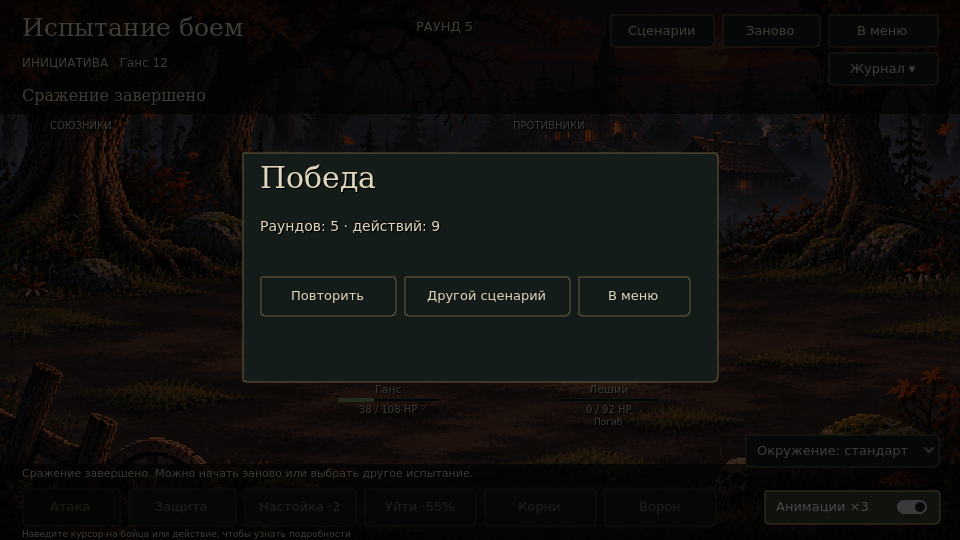 Испытание боем
РАУНД 5
Сценарии
Заново
В меню
ИНИЦИАТИВА Ганс 12
Журнал ▾
Сражение завершено
СОЮЗНИКИ
ПРОТИВНИКИ
Победа
Раундов: 5 · действий: 9
Повторить
Другой сценарий
В меню
Ганс
38 / 108 HP
Леший
0 / 92 HP
Погиб
Окружение: стандарт
Сражение завершено. Можно начать заново или выбрать другое испытание.
Атака
Защита
Настойка ·2
Уйти ·55%
Корни
Ворон
Анимации ×3
Наведите курсор на бойца или действие, чтобы узнать подробности